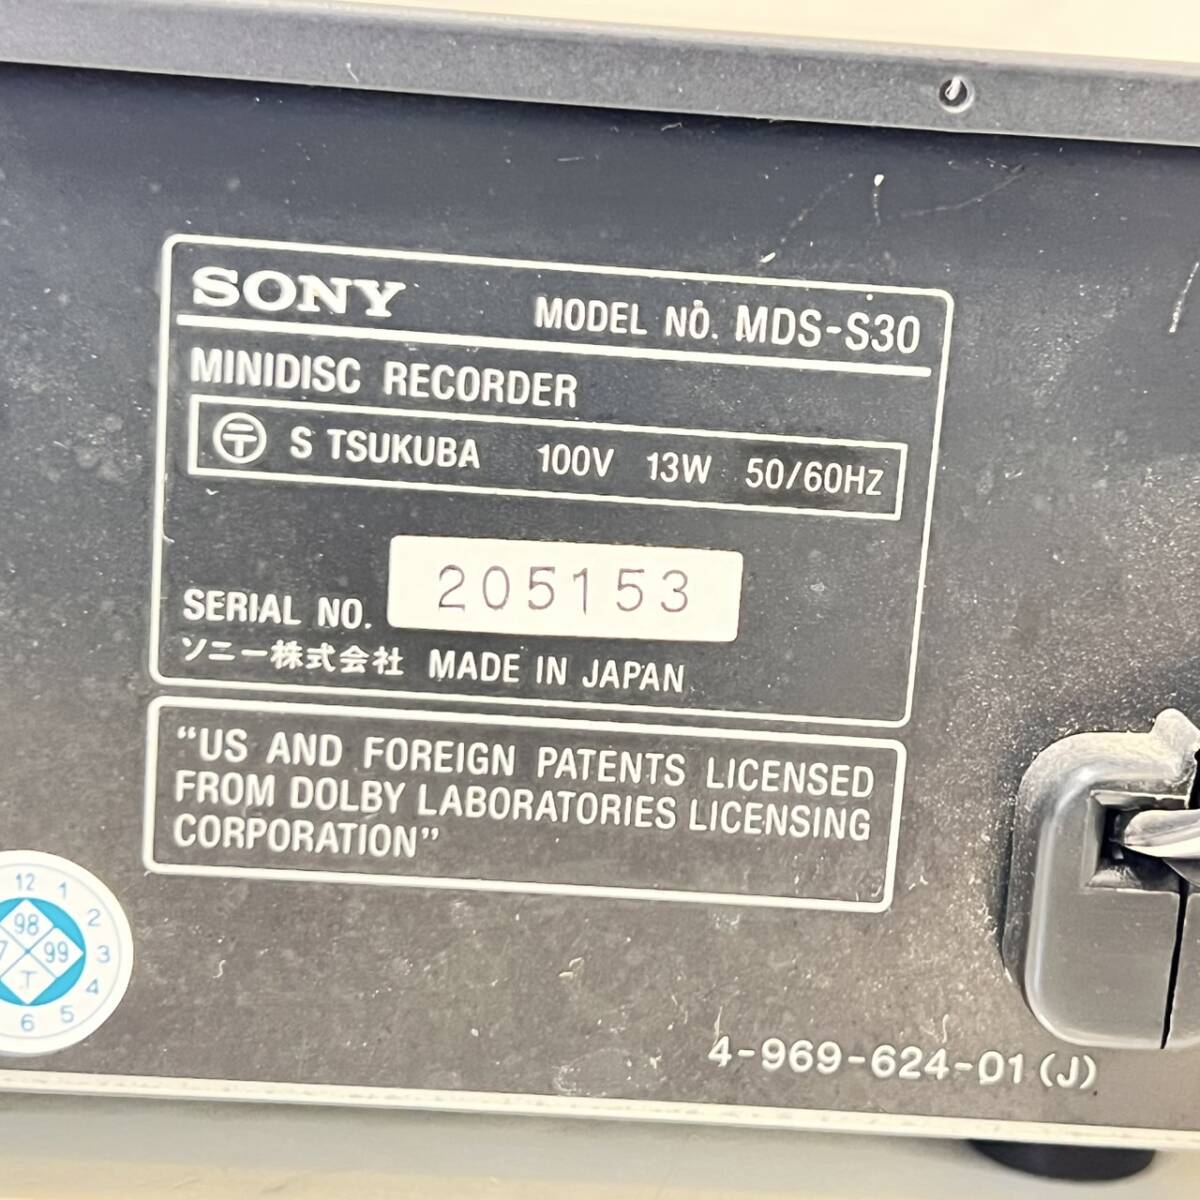 SONY MODEL NO. MDS-S30
MINIDISC RECORDER
〒 S TSUKUBA 100V 13W 50/60HZ
SERIAL NO. 205153
ソニー株式会社 MADE IN JAPAN
“US AND FOREIGN PATENTS LICENSED
FROM DOLBY LABORATORIES LICENSING
CORPORATION”
12 1 2 3 4 5 6
98
7 99
T
4-969-624-01 (J)